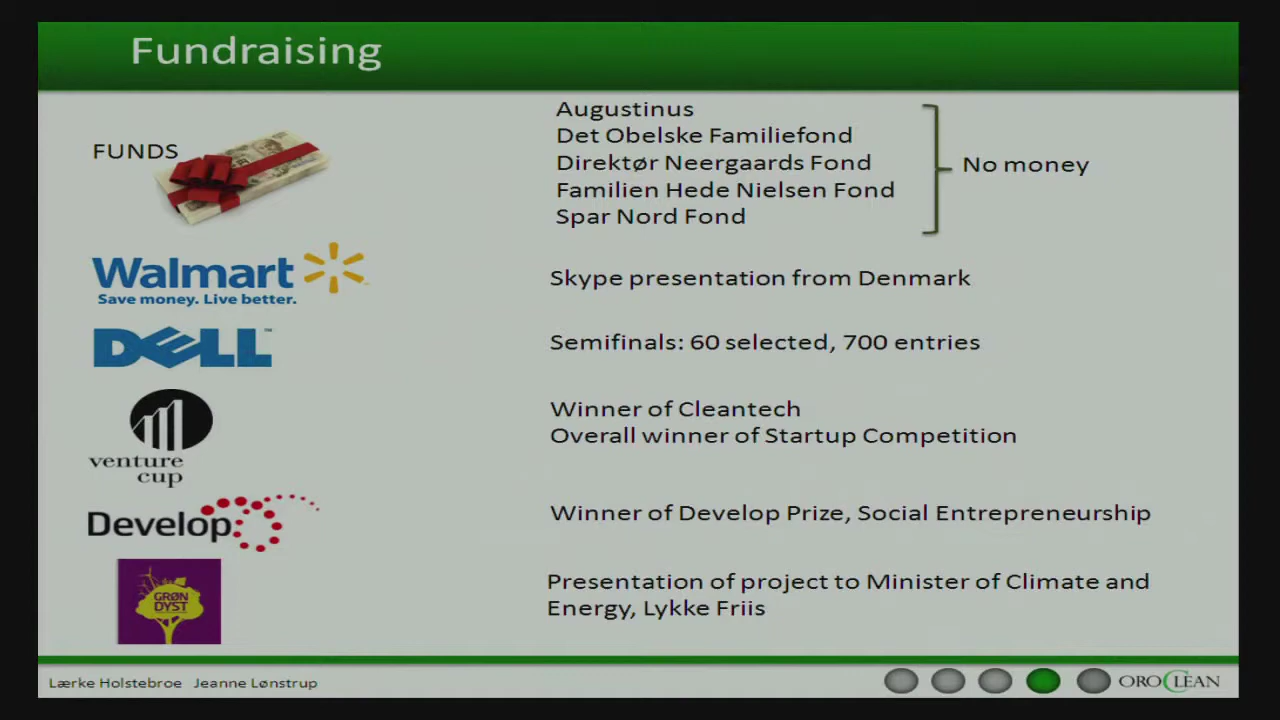 Fundraising
FUNDS
Augustinus
Det Obelske Familiefond
Direktør Neergaards Fond
Familien Hede Nielsen Fond
Spar Nord Fond
No money
Walmart
Save money. Live better.
Skype presentation from Denmark
DELL™
Semifinals: 60 selected, 700 entries
venture
cup
Winner of Cleantech
Overall winner of Startup Competition
Develop
Winner of Develop Prize, Social Entrepreneurship
GRØN
DYST
Presentation of project to Minister of Climate and
Energy, Lykke Friis
Lærke Holstebroe Jeanne Lønstrup
OROCLEAN